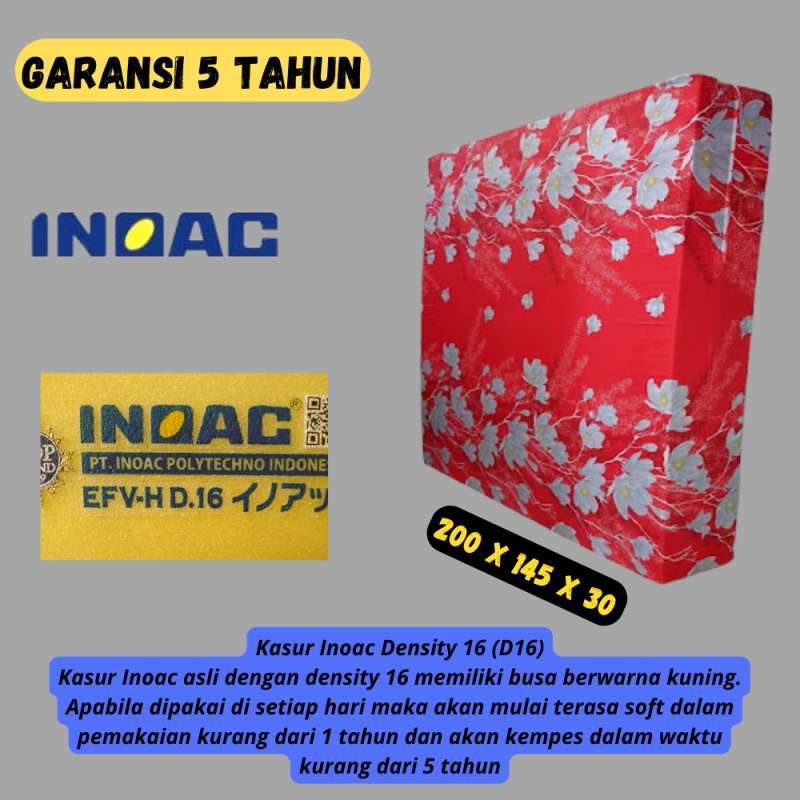 GARANSI 5 TAHUN
INOAC
INOAC®
PT. INOAC POLYTECHNO INDONE
EFV-H D.16 イノアッ
200 X 145 X 30
Kasur Inoac Density 16 (D16)
Kasur Inoac asli dengan density 16 memiliki busa berwarna kuning.
Apabila dipakai di setiap hari maka akan mulai terasa soft dalam
pemakaian kurang dari 1 tahun dan akan kempes dalam waktu
kurang dari 5 tahun